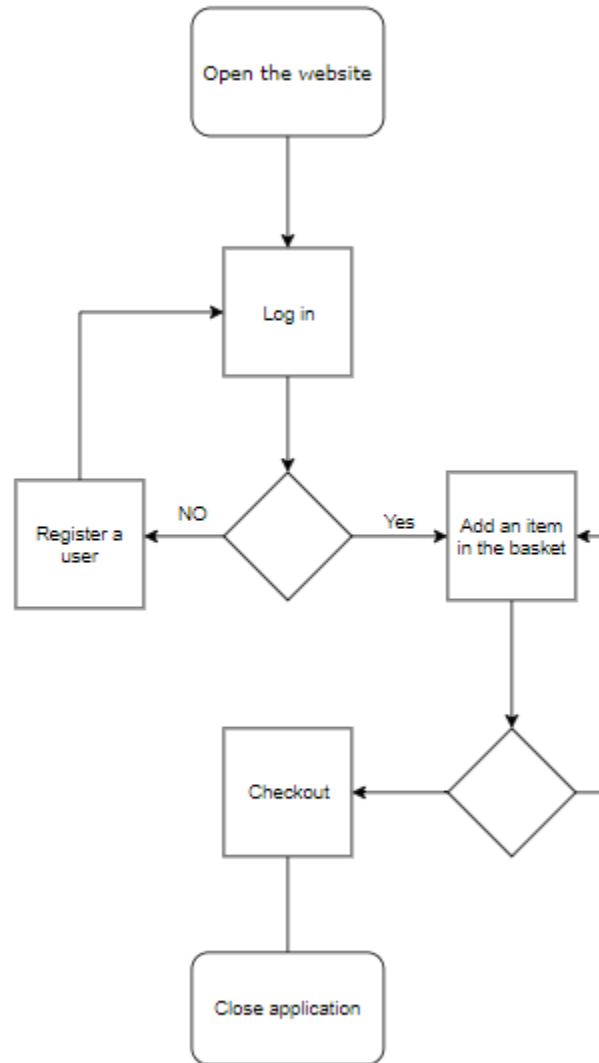 Open the website
Log in
NO
Yes
Register a
user
Add an item
in the basket
Checkout
Close application